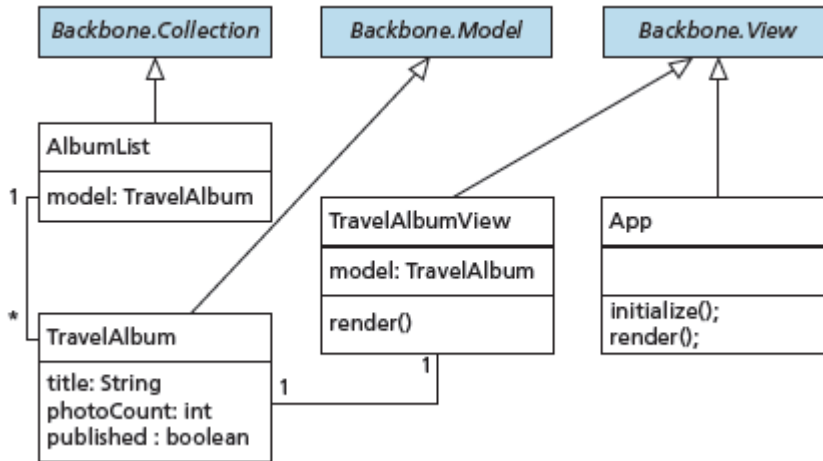 Backbone.Collection
Backbone.Model
Backbone.View
AlbumList
model: TravelAlbum
1
*
TravelAlbumView
model: TravelAlbum
render()
App
initialize();
render();
TravelAlbum
title: String
photoCount: int
published : boolean
1
1